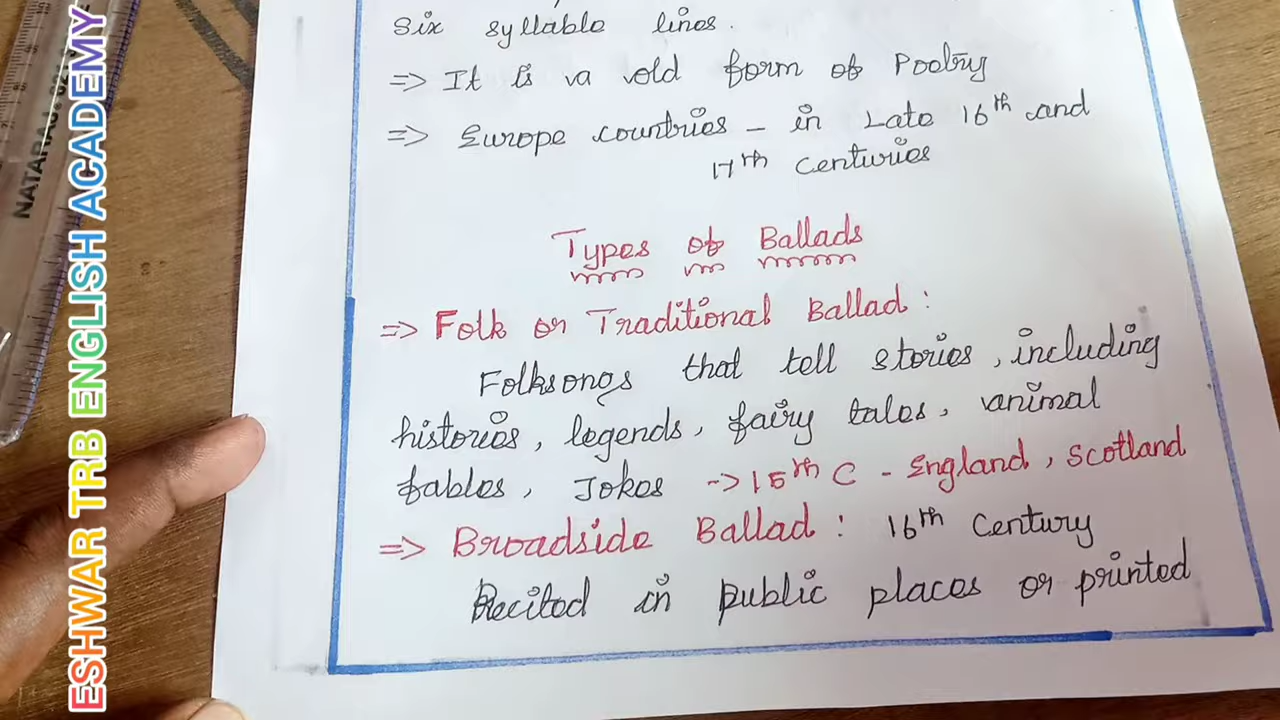 Six syllable lines.
=> It is a old form of Poetry
=> Europe countries - in Late 16th and
17th centuries
Types of Ballads
=> Folk or Traditional Ballad :
Folksongs that tell stories, including
histories, legends, fairy tales, animal
fables, Jokes -> 15th C - England, Scotland
=> Broadside Ballad : 16th Century
Recited in public places or printed
ESHWAR TRB ENGLISH ACADEMY
NATARAJ